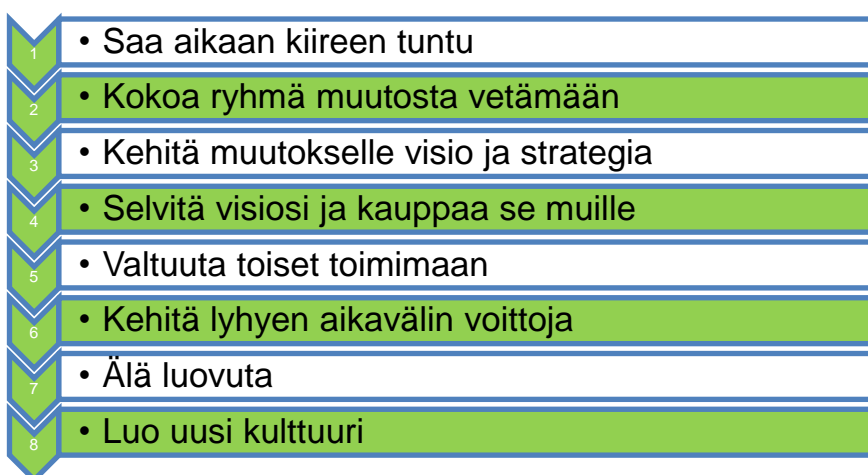 1 • Saa aikaan kiireen tuntu
2 • Kokoa ryhmä muutosta vetämään
3 • Kehitä muutokselle visio ja strategia
4 • Selvitä visiosi ja kauppaa se muille
5 • Valtuuta toiset toimimaan
6 • Kehitä lyhyen aikavälin voittoja
7 • Älä luovuta
8 • Luo uusi kulttuuri